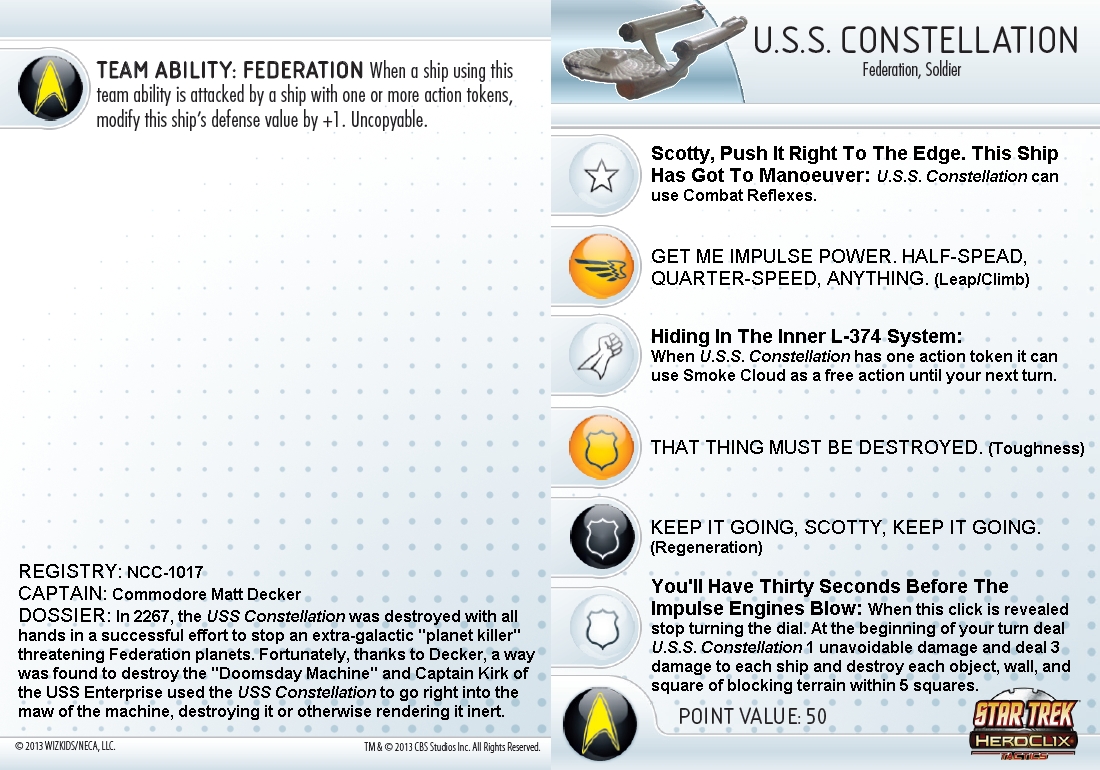 TEAM ABILITY: FEDERATION When a ship using this
team ability is attacked by a ship with one or more action tokens,
modify this ship's defense value by +1. Uncopyable.
REGISTRY: NCC-1017
CAPTAIN: Commodore Matt Decker
DOSSIER: In 2267, the USS Constellation was destroyed with all
hands in a successful effort to stop an extra-galactic "planet killer"
threatening Federation planets. Fortunately, thanks to Decker, a way
was found to destroy the "Doomsday Machine" and Captain Kirk of
the USS Enterprise used the USS Constellation to go right into the
maw of the machine, destroying it or otherwise rendering it inert.
© 2013 WIZKIDS/NECA, LLC.
TM & © 2013 CBS Studios Inc. All Rights Reserved.
U.S.S. CONSTELLATION
Federation, Soldier
Scotty, Push It Right To The Edge. This Ship
Has Got To Manoeuver: U.S.S. Constellation can
use Combat Reflexes.
GET ME IMPULSE POWER. HALF-SPEAD,
QUARTER-SPEED, ANYTHING. (Leap/Climb)
Hiding In The Inner L-374 System:
When U.S.S. Constellation has one action token it can
use Smoke Cloud as a free action until your next turn.
THAT THING MUST BE DESTROYED. (Toughness)
KEEP IT GOING, SCOTTY, KEEP IT GOING.
(Regeneration)
You'll Have Thirty Seconds Before The
Impulse Engines Blow: When this click is revealed
stop turning the dial. At the beginning of your turn deal
U.S.S. Constellation 1 unavoidable damage and deal 3
damage to each ship and destroy each object, wall, and
square of blocking terrain within 5 squares.
POINT VALUE: 50
STAR TREK
HEROCLIX
TACTICS